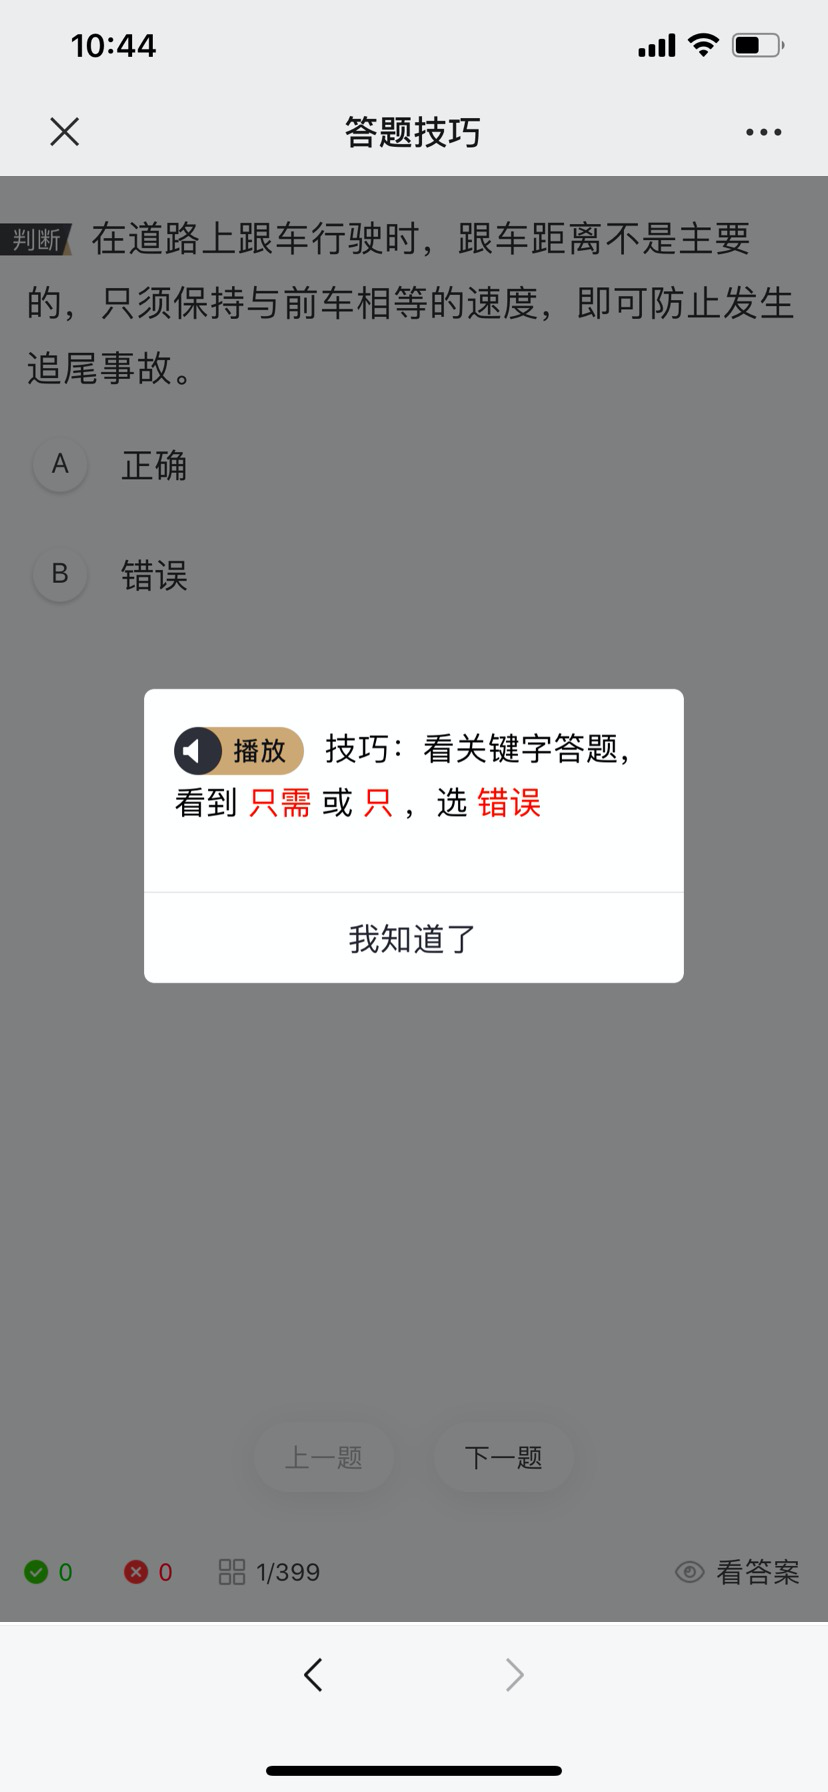 10:44
答题技巧
判断 在道路上跟车行驶时，跟车距离不是主要
的，只须保持与前车相等的速度，即可防止发生
追尾事故。
A 正确
B 错误
播放 技巧：看关键字答题，
看到 只需 或 只 ，选 错误
我知道了
上一题 下一题
0 0 1/399 看答案